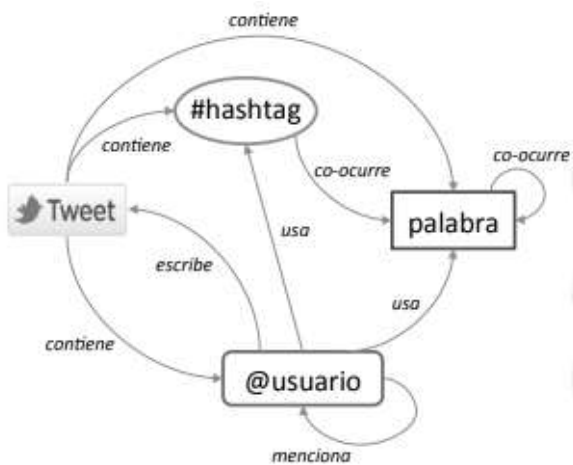 contiene
#hashtag
contiene
co-ocurre
co-ocurre
Tweet
palabra
usa
escribe
usa
contiene
@usuario
menciona